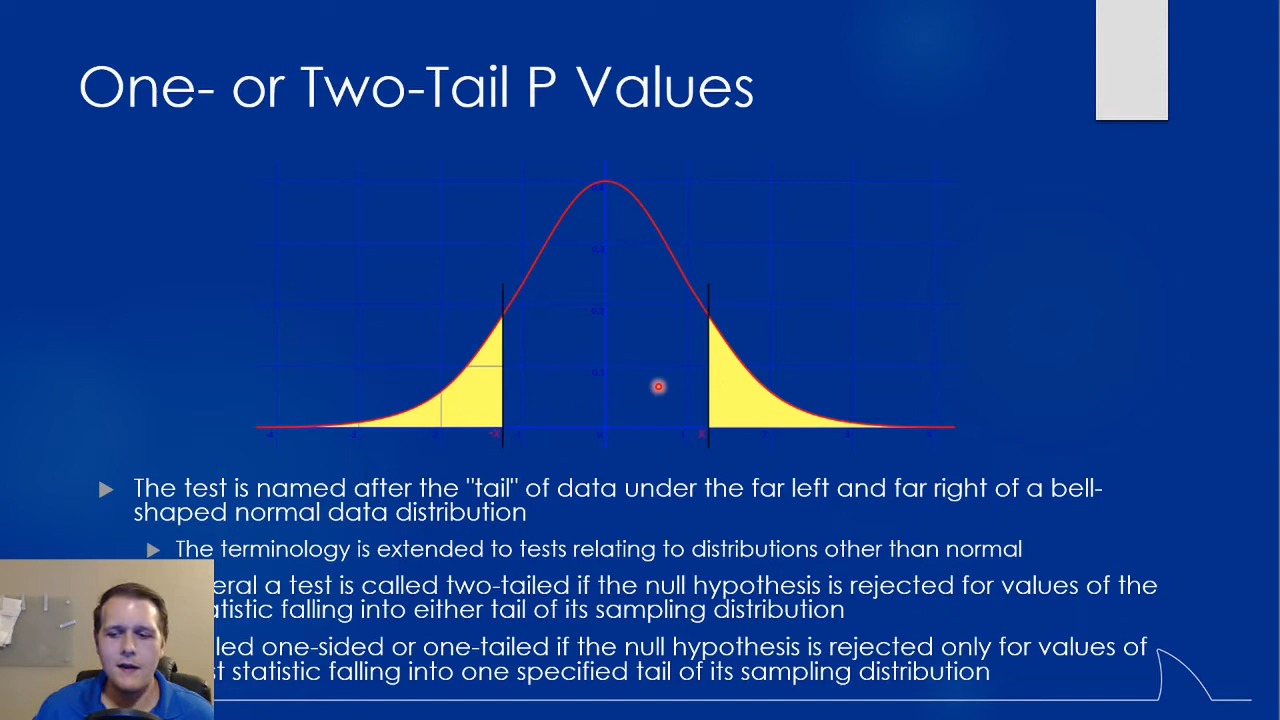 One- or Two-Tail P Values
The test is named after the "tail" of data under the far left and far right of a bell-
shaped normal data distribution
The terminology is extended to tests relating to distributions other than normal
a test is called two-tailed if the null hypothesis is rejected for values of the
falling into either tail of its sampling distribution
one-sided or one-tailed if the null hypothesis is rejected only for values of
statistic falling into one specified tail of its sampling distribution